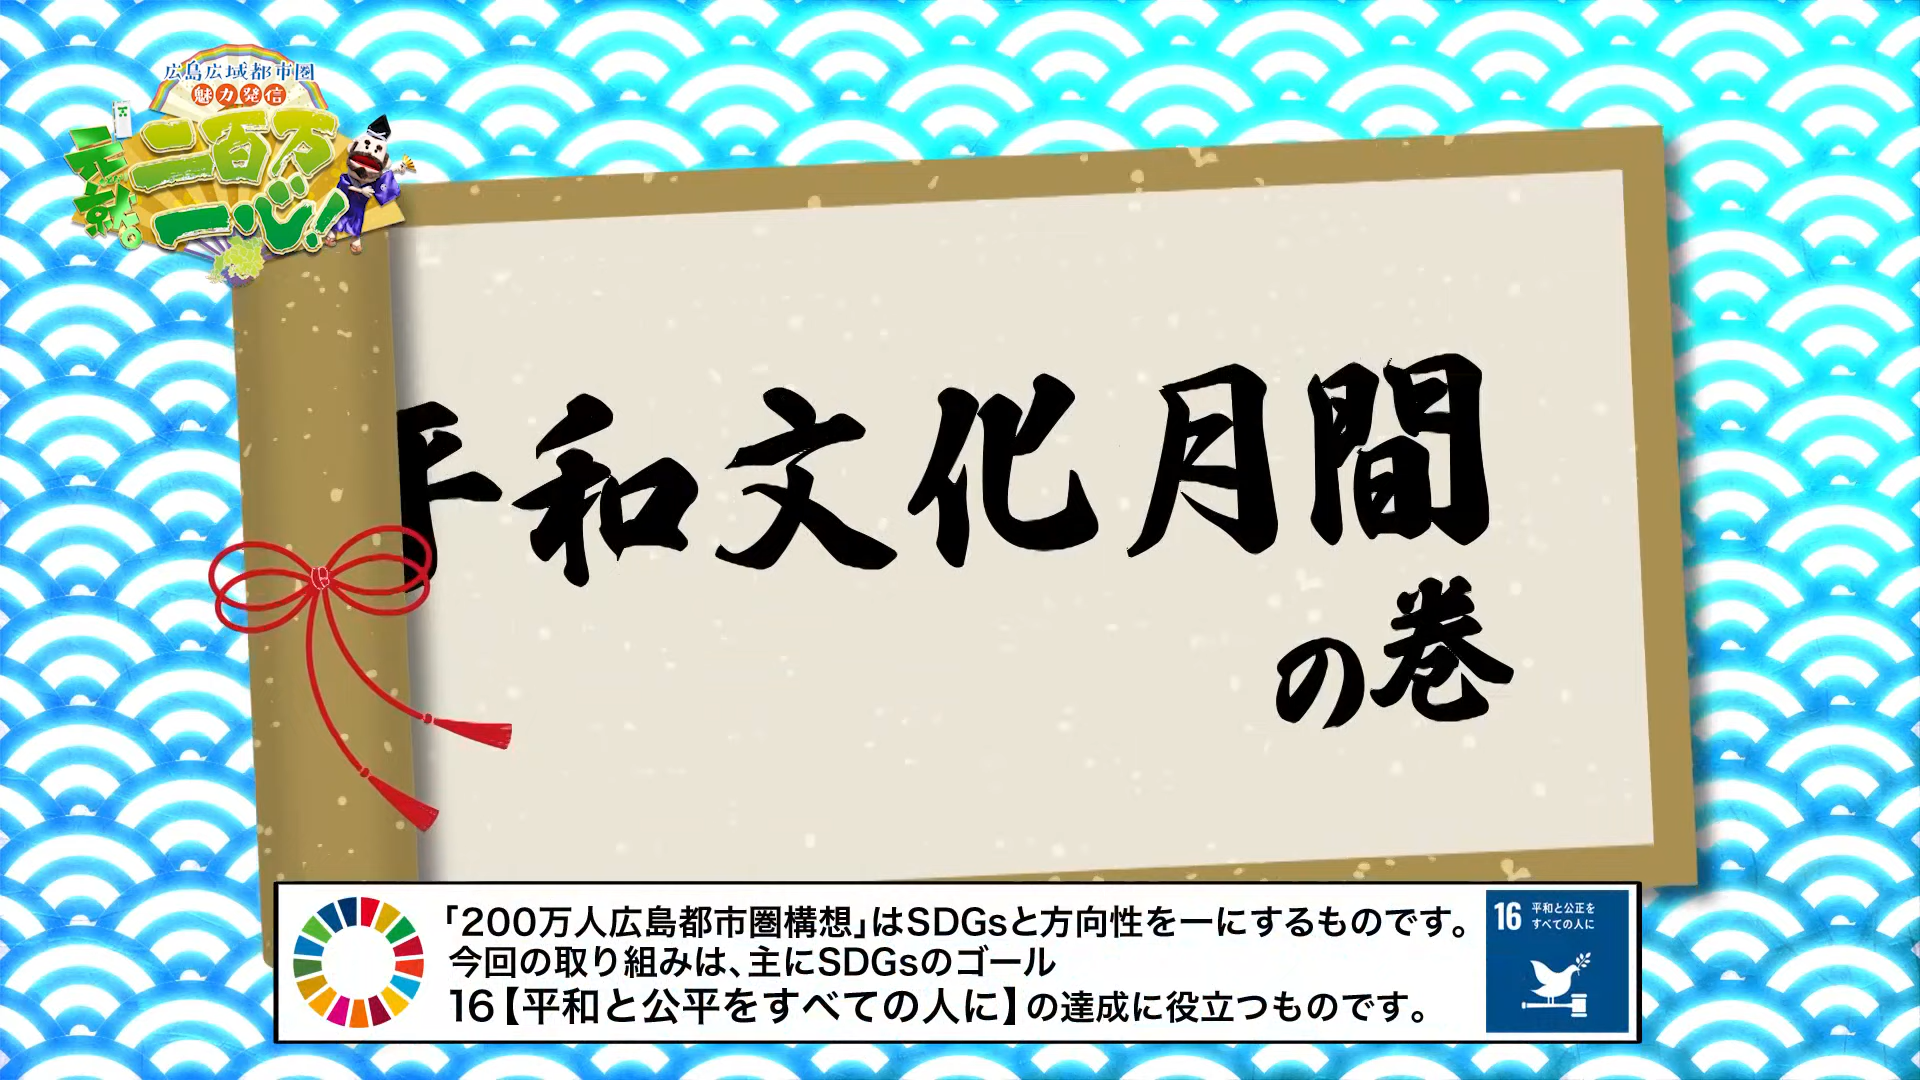 広島広域都市圏
魅力発信
元就。
二百万
一心!
平和文化月間
の巻
「200万人広島都市圏構想」はSDGsと方向性を一にするものです。
今回の取り組みは、主にSDGsのゴール
16【平和と公平をすべての人に】の達成に役立つものです。
16 平和と公正を
すべての人に